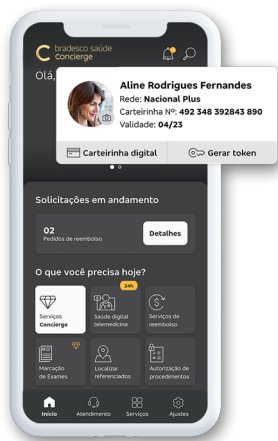 bradesco saúde
Concierge
Olá,
Aline Rodrigues Fernandes
Rede: Nacional Plus
Carteirinha Nº: 492 348 392843 890
Validade: 04/23
Carteirinha digital
Gerar token
Solicitações em andamento
02
Pedidos de reembolso
Detalhes
O que você precisa hoje?
24h
Serviços
Concierge
Saúde digital
telemedicina
Serviços de
reembolso
Marcação
de Exames
Localizar
referenciados
Autorização de
procedimentos
Início
Atendimento
Serviços
Ajustes